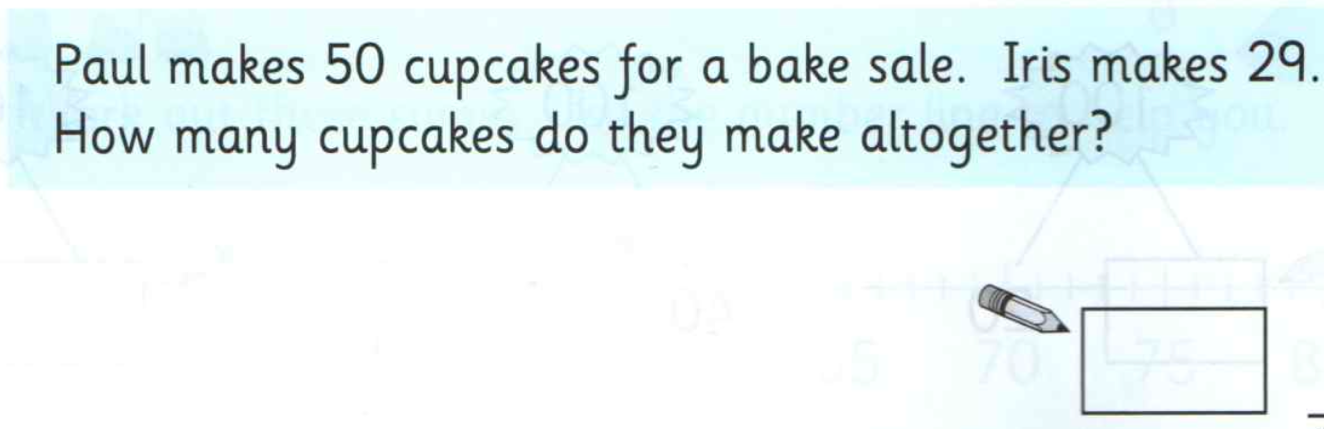 Paul makes 50 cupcakes for a bake sale. Iris makes 29.
How many cupcakes do they make altogether?